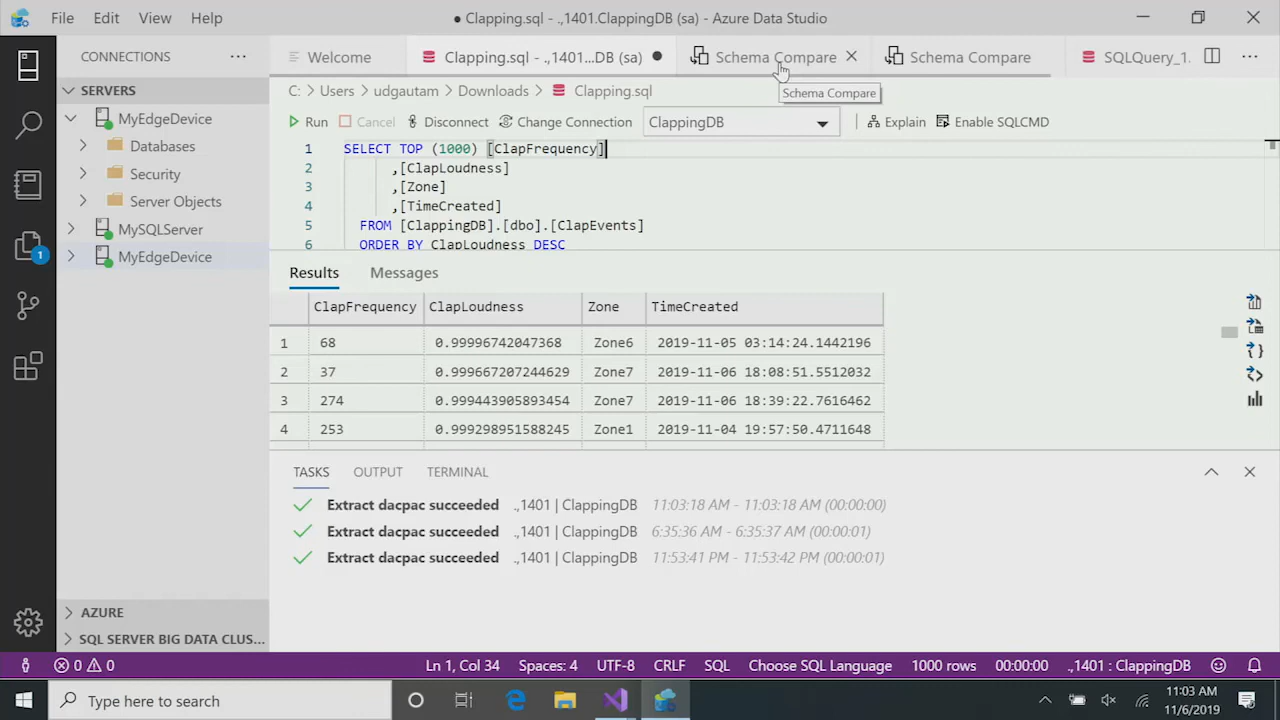 File Edit View Help
● Clapping.sql - .,1401.ClappingDB (sa) - Azure Data Studio
CONNECTIONS
SERVERS
MyEdgeDevice
Databases
Security
Server Objects
MySQLServer
MyEdgeDevice
AZURE
SQL SERVER BIG DATA CLUS...
1
Welcome
Clapping.sql - .,1401...DB (sa) ●
Schema Compare
Schema Compare
SQLQuery_1.
Schema Compare
C: > Users > udgautam > Downloads > Clapping.sql
Run Cancel Disconnect Change Connection ClappingDB Explain Enable SQLCMD
1 SELECT TOP (1000) [ClapFrequency]
2 ,[ClapLoudness]
3 ,[Zone]
4 ,[TimeCreated]
5 FROM [ClappingDB].[dbo].[ClapEvents]
6 ORDER BY ClapLoudness DESC
Results Messages
ClapFrequency ClapLoudness Zone TimeCreated
1 68 0.99996742047368 Zone6 2019-11-05 03:14:24.1442196
2 37 0.999667207244629 Zone7 2019-11-06 18:08:51.5512032
3 274 0.999443905893454 Zone7 2019-11-06 18:39:22.7616462
4 253 0.999298951588245 Zone1 2019-11-04 19:57:50.4711648
TASKS OUTPUT TERMINAL
Extract dacpac succeeded .,1401 | ClappingDB 11:03:18 AM - 11:03:18 AM (00:00:00)
Extract dacpac succeeded .,1401 | ClappingDB 6:35:36 AM - 6:35:37 AM (00:00:01)
Extract dacpac succeeded .,1401 | ClappingDB 11:53:41 PM - 11:53:42 PM (00:00:01)
0 0 Ln 1, Col 34 Spaces: 4 UTF-8 CRLF SQL Choose SQL Language 1000 rows 00:00:00 .,1401 : ClappingDB
Type here to search
11:03 AM
11/6/2019